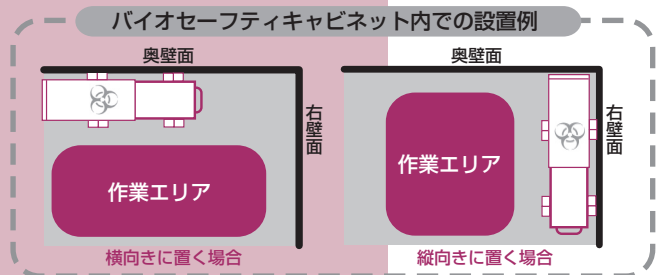 バイオセーフティキャビネット内での設置例
奥壁面
右壁面
作業エリア
横向きに置く場合
奥壁面
右壁面
作業エリア
縦向きに置く場合